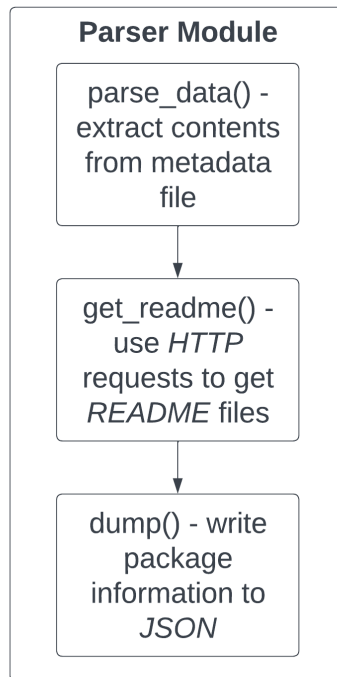 Parser Module
parse_data() -
extract contents
from metadata
file
get_readme() -
use HTTP
requests to get
README files
dump() - write
package
information to
JSON